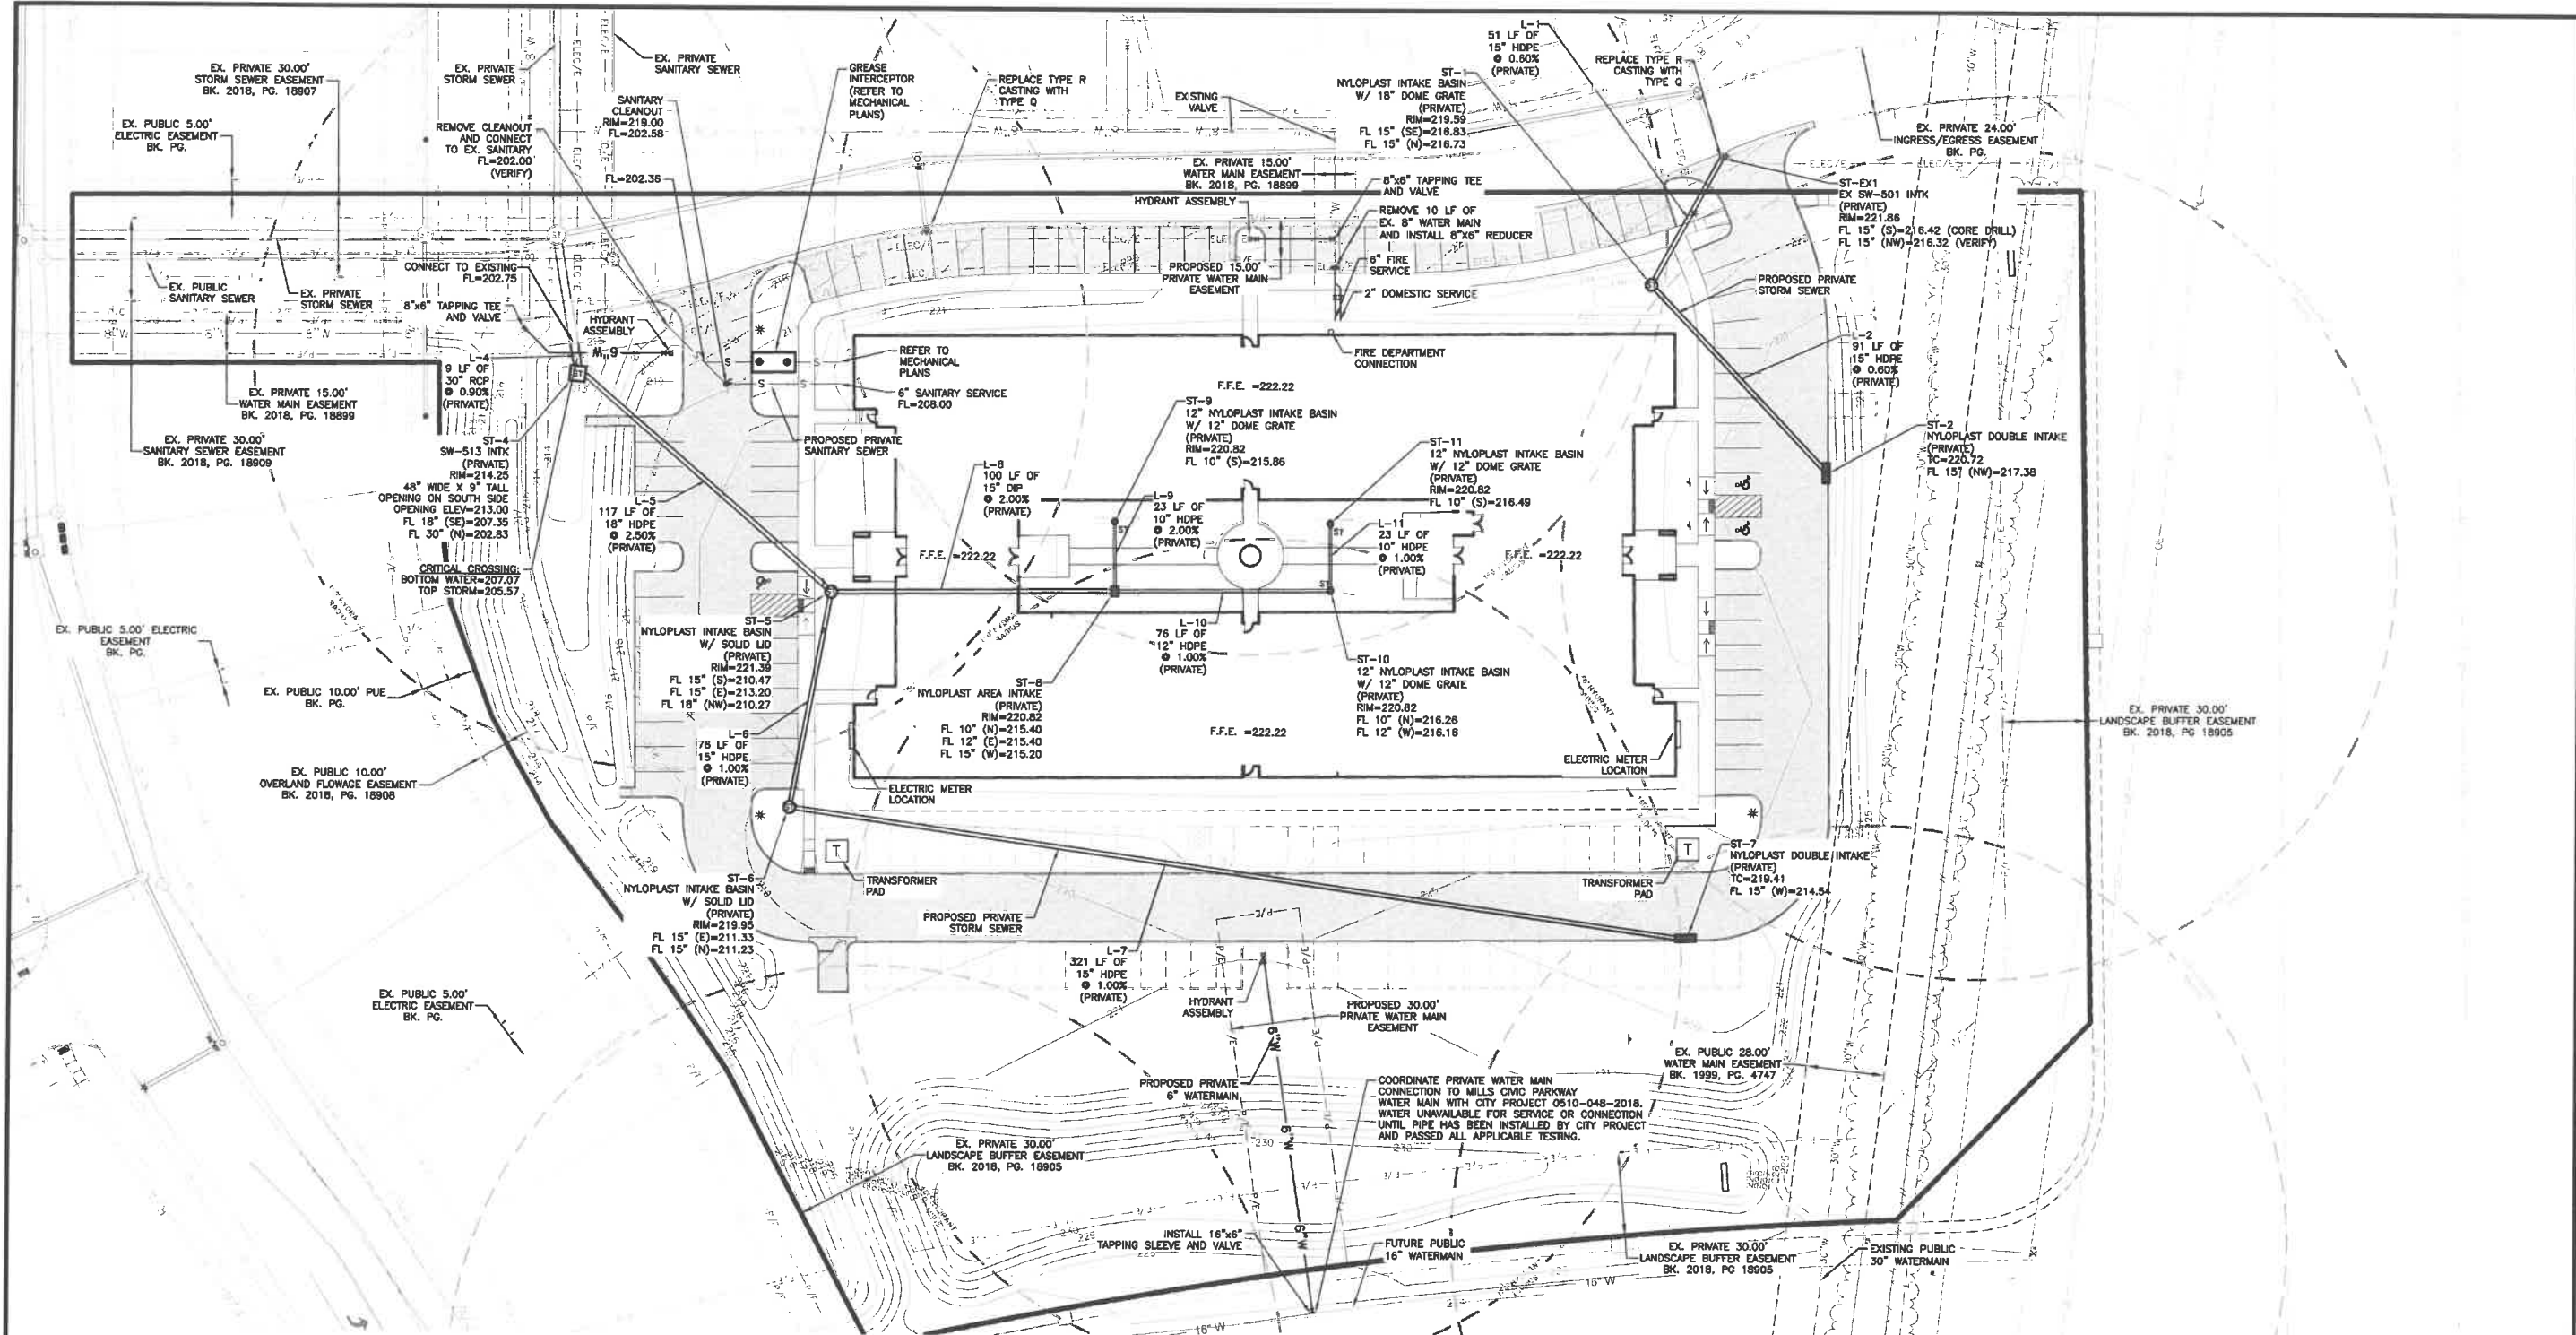 EX. PRIVATE 30.00'
STORM SEWER EASEMENT
BK. 2018, PG. 18907
EX. PRIVATE
STORM SEWER
EX. PRIVATE
SANITARY SEWER
EX. PUBLIC 5.00'
ELECTRIC EASEMENT
BK. PG.
REMOVE CLEANOUT
AND CONNECT
TO EX. SANITARY
FL=202.00
(VERIFY)
SANITARY
CLEANOUT
RIM=219.00
FL=202.58
FL=202.36
GREASE
INTERCEPTOR
(REFER TO
MECHANICAL
PLANS)
REPLACE TYPE R
CASTING WITH
TYPE Q
EXISTING
VALVE
EX. PRIVATE 15.00'
WATER MAIN EASEMENT
BK. 2018, PG. 18899
HYDRANT ASSEMBLY
8"x6" TAPPING TEE
AND VALVE
REMOVE 10 LF OF
EX. 8" WATER MAIN
AND INSTALL 8"X6" REDUCER
6" FIRE
SERVICE
2" DOMESTIC SERVICE
PROPOSED 15.00'
PRIVATE WATER MAIN
EASEMENT
L-1
51 LF OF
15" HDPE
@ 0.60%
(PRIVATE)
ST-1
NYLOPLAST INTAKE BASIN
W/ 18" DOME GRATE
(PRIVATE)
RIM=219.59
FL 15" (SE)=216.83
FL 15" (N)=216.73
REPLACE TYPE R
CASTING WITH
TYPE Q
EX. PRIVATE 24.00'
INGRESS/EGRESS EASEMENT
BK. PG.
ST-EX1
EX SW-501 INTK
(PRIVATE)
RIM=221.86
FL 15" (S)=216.42 (CORE DRILL)
FL 15" (NW)=216.32 (VERIFY)
PROPOSED PRIVATE
STORM SEWER
L-2
91 LF OF
15" HDPE
@ 0.60%
(PRIVATE)
ST-2
NYLOPLAST DOUBLE INTAKE
(PRIVATE)
TC=220.72
FL 15" (NW)=217.38
EX. PUBLIC
SANITARY SEWER
EX. PRIVATE
STORM SEWER
CONNECT TO EXISTING
FL=202.75
8"x6" TAPPING TEE
AND VALVE
HYDRANT
ASSEMBLY
6"W
L-4
9 LF OF
30" RCP
@ 0.90%
(PRIVATE)
EX. PRIVATE 15.00'
WATER MAIN EASEMENT
BK. 2018, PG. 18899
EX. PRIVATE 30.00'
SANITARY SEWER EASEMENT
BK. 2018, PG. 18909
ST-4
SW-513 INTK
(PRIVATE)
RIM=214.25
48" WIDE X 9" TALL
OPENING ON SOUTH SIDE
OPENING ELEV=213.00
FL 18" (SE)=207.35
FL 30" (N)=202.83
CRITICAL CROSSING:
BOTTOM WATER=207.07
TOP STORM=205.57
L-5
117 LF OF
18" HDPE
@ 2.50%
(PRIVATE)
REFER TO
MECHANICAL
PLANS
6" SANITARY SERVICE
FL=208.00
PROPOSED PRIVATE
SANITARY SEWER
FIRE DEPARTMENT
CONNECTION
F.F.E. =222.22
ST-9
12" NYLOPLAST INTAKE BASIN
W/ 12" DOME GRATE
(PRIVATE)
RIM=220.82
FL 10" (S)=215.86
ST-11
12" NYLOPLAST INTAKE BASIN
W/ 12" DOME GRATE
(PRIVATE)
RIM=220.82
FL 10" (S)=216.49
L-8
100 LF OF
15" DIP
@ 2.00%
(PRIVATE)
L-9
23 LF OF
10" HDPE
@ 2.00%
(PRIVATE)
L-11
23 LF OF
10" HDPE
@ 1.00%
(PRIVATE)
F.F.E. =222.22
F.F.E. =222.22
EX. PUBLIC 5.00' ELECTRIC
EASEMENT
BK. PG.
EX. PUBLIC 10.00' PUE
BK. PG.
EX. PUBLIC 10.00'
OVERLAND FLOWAGE EASEMENT
BK. 2018, PG. 18908
ST-5
NYLOPLAST INTAKE BASIN
W/ SOLID LID
(PRIVATE)
RIM=221.39
FL 15" (S)=210.47
FL 15" (E)=213.20
FL 18" (NW)=210.27
L-6
76 LF OF
15" HDPE
@ 1.00%
(PRIVATE)
ST-8
NYLOPLAST AREA INTAKE
(PRIVATE)
RIM=220.82
FL 10" (N)=215.40
FL 12" (E)=215.40
FL 15" (W)=215.20
L-10
76 LF OF
12" HDPE
@ 1.00%
(PRIVATE)
ST-10
12" NYLOPLAST INTAKE BASIN
W/ 12" DOME GRATE
(PRIVATE)
RIM=220.82
FL 10" (N)=216.26
FL 12" (W)=216.16
F.F.E. =222.22
ELECTRIC METER
LOCATION
ELECTRIC METER
LOCATION
EX. PRIVATE 30.00'
LANDSCAPE BUFFER EASEMENT
BK. 2018, PG 18905
T
TRANSFORMER
PAD
T
TRANSFORMER
PAD
ST-7
NYLOPLAST DOUBLE INTAKE
(PRIVATE)
TC=219.41
FL 15" (W)=214.54
ST-6
NYLOPLAST INTAKE BASIN
W/ SOLID LID
(PRIVATE)
RIM=219.95
FL 15" (E)=211.33
FL 15" (N)=211.23
PROPOSED PRIVATE
STORM SEWER
L-7
321 LF OF
15" HDPE
@ 1.00%
(PRIVATE)
HYDRANT
ASSEMBLY
PROPOSED 30.00'
PRIVATE WATER MAIN
EASEMENT
EX. PUBLIC 5.00'
ELECTRIC EASEMENT
BK. PG.
EX. PUBLIC 28.00'
WATER MAIN EASEMENT
BK. 1999, PG. 4747
PROPOSED PRIVATE
6" WATERMAIN
6"W
6"W
6"W
COORDINATE PRIVATE WATER MAIN
CONNECTION TO MILLS CIVIC PARKWAY
WATER MAIN WITH CITY PROJECT 0510-048-2018.
WATER UNAVAILABLE FOR SERVICE OR CONNECTION
UNTIL PIPE HAS BEEN INSTALLED BY CITY PROJECT
AND PASSED ALL APPLICABLE TESTING.
EX. PRIVATE 30.00'
LANDSCAPE BUFFER EASEMENT
BK. 2018, PG. 18905
INSTALL 16"x6"
TAPPING SLEEVE AND VALVE
FUTURE PUBLIC
16" WATERMAIN
EX. PRIVATE 30.00'
LANDSCAPE BUFFER EASEMENT
BK. 2018, PG 18905
EXISTING PUBLIC
30" WATERMAIN
16" W
16" W